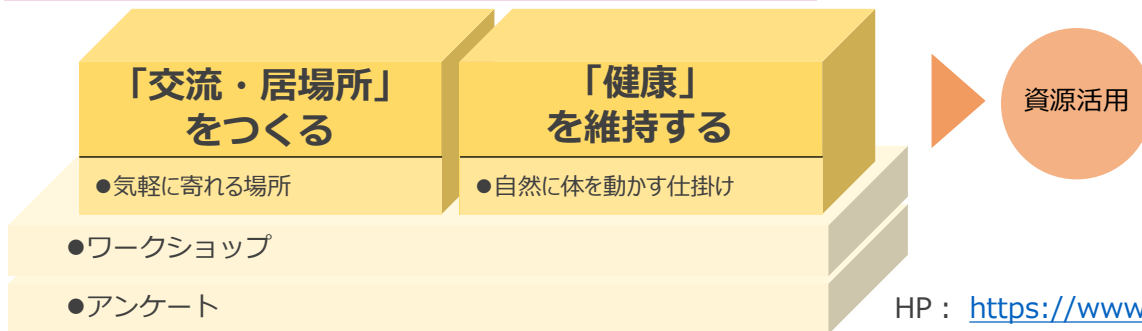 「交流・居場所」
をつくる
●気軽に寄れる場所
「健康」
を維持する
●自然に体を動かす仕掛け
資源活用
●ワークショップ
●アンケート
HP： https://www